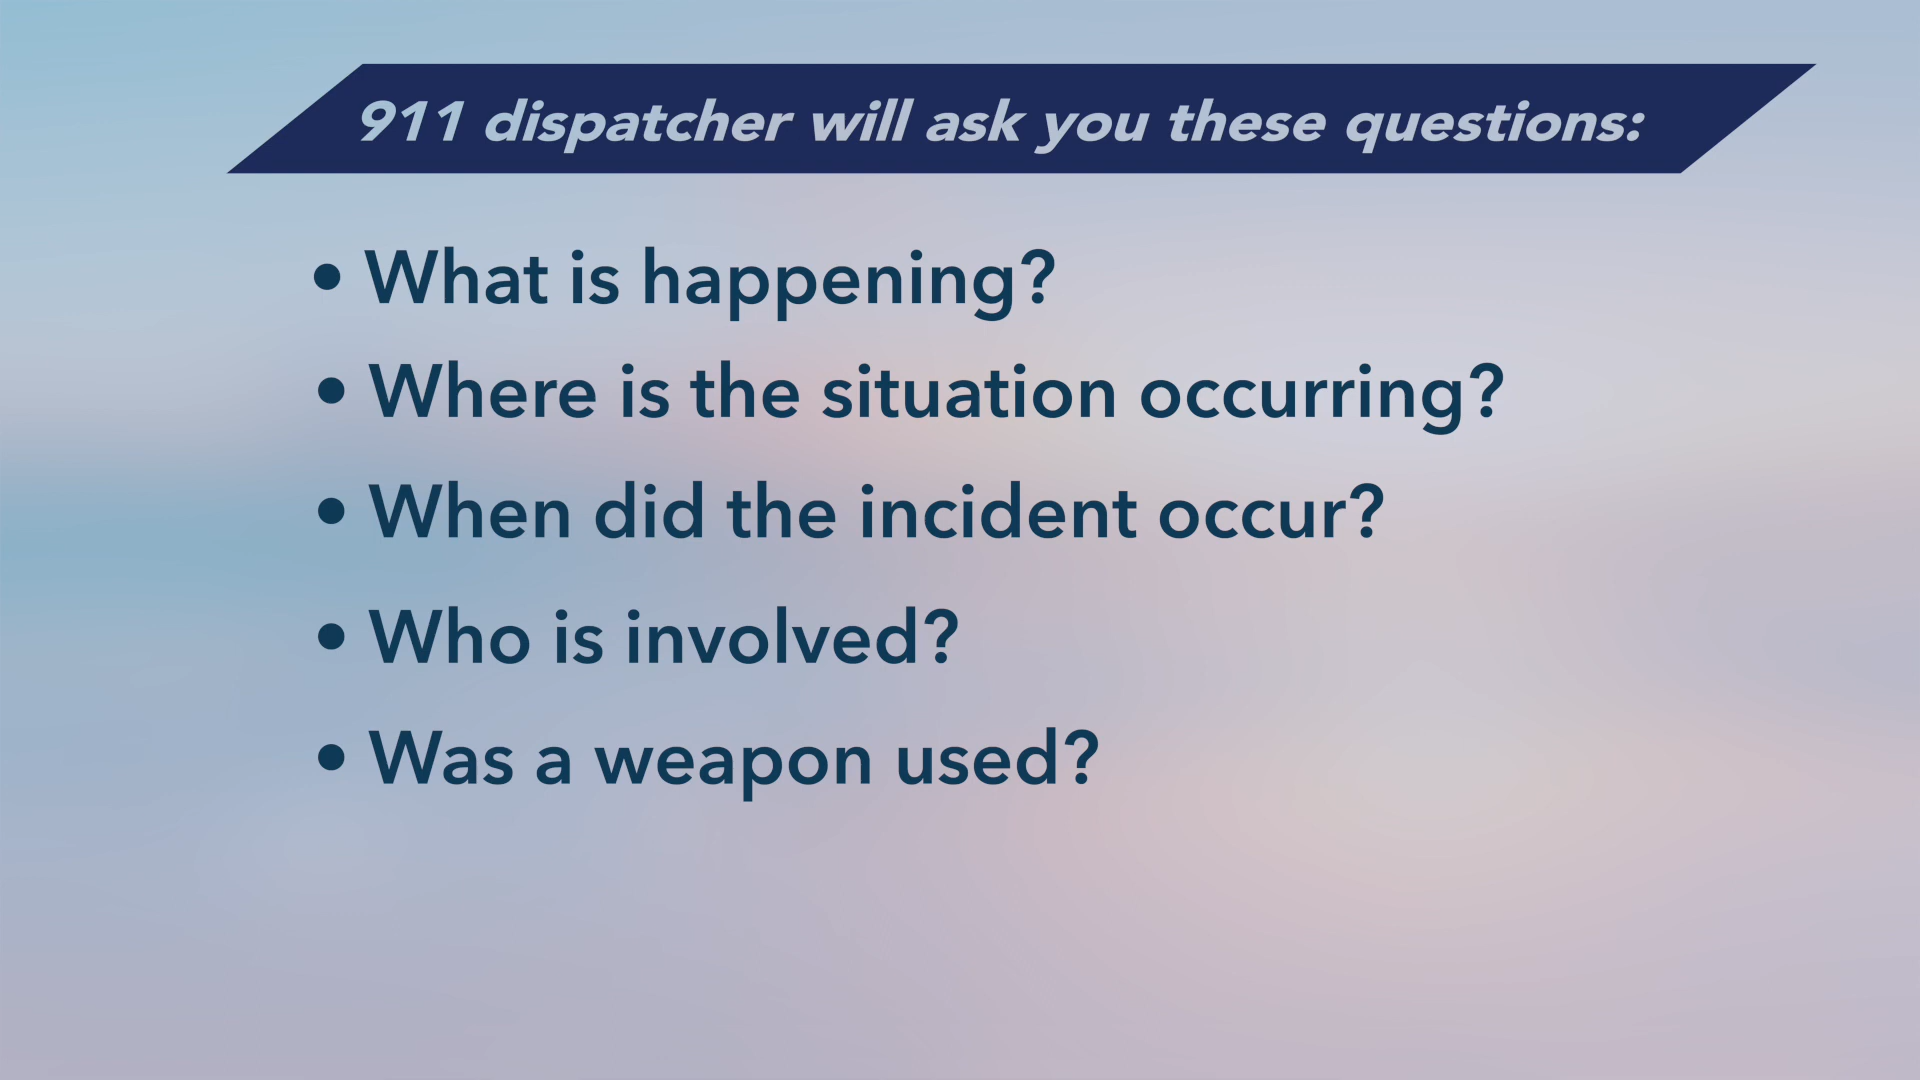 911 dispatcher will ask you these questions:
• What is happening?
• Where is the situation occurring?
• When did the incident occur?
• Who is involved?
• Was a weapon used?